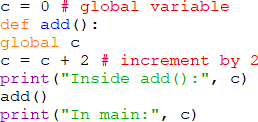 c = 0 # global variable
def add():
global c
c = c + 2 # increment by 2
print("Inside add():", c)
add()
print("In main:", c)